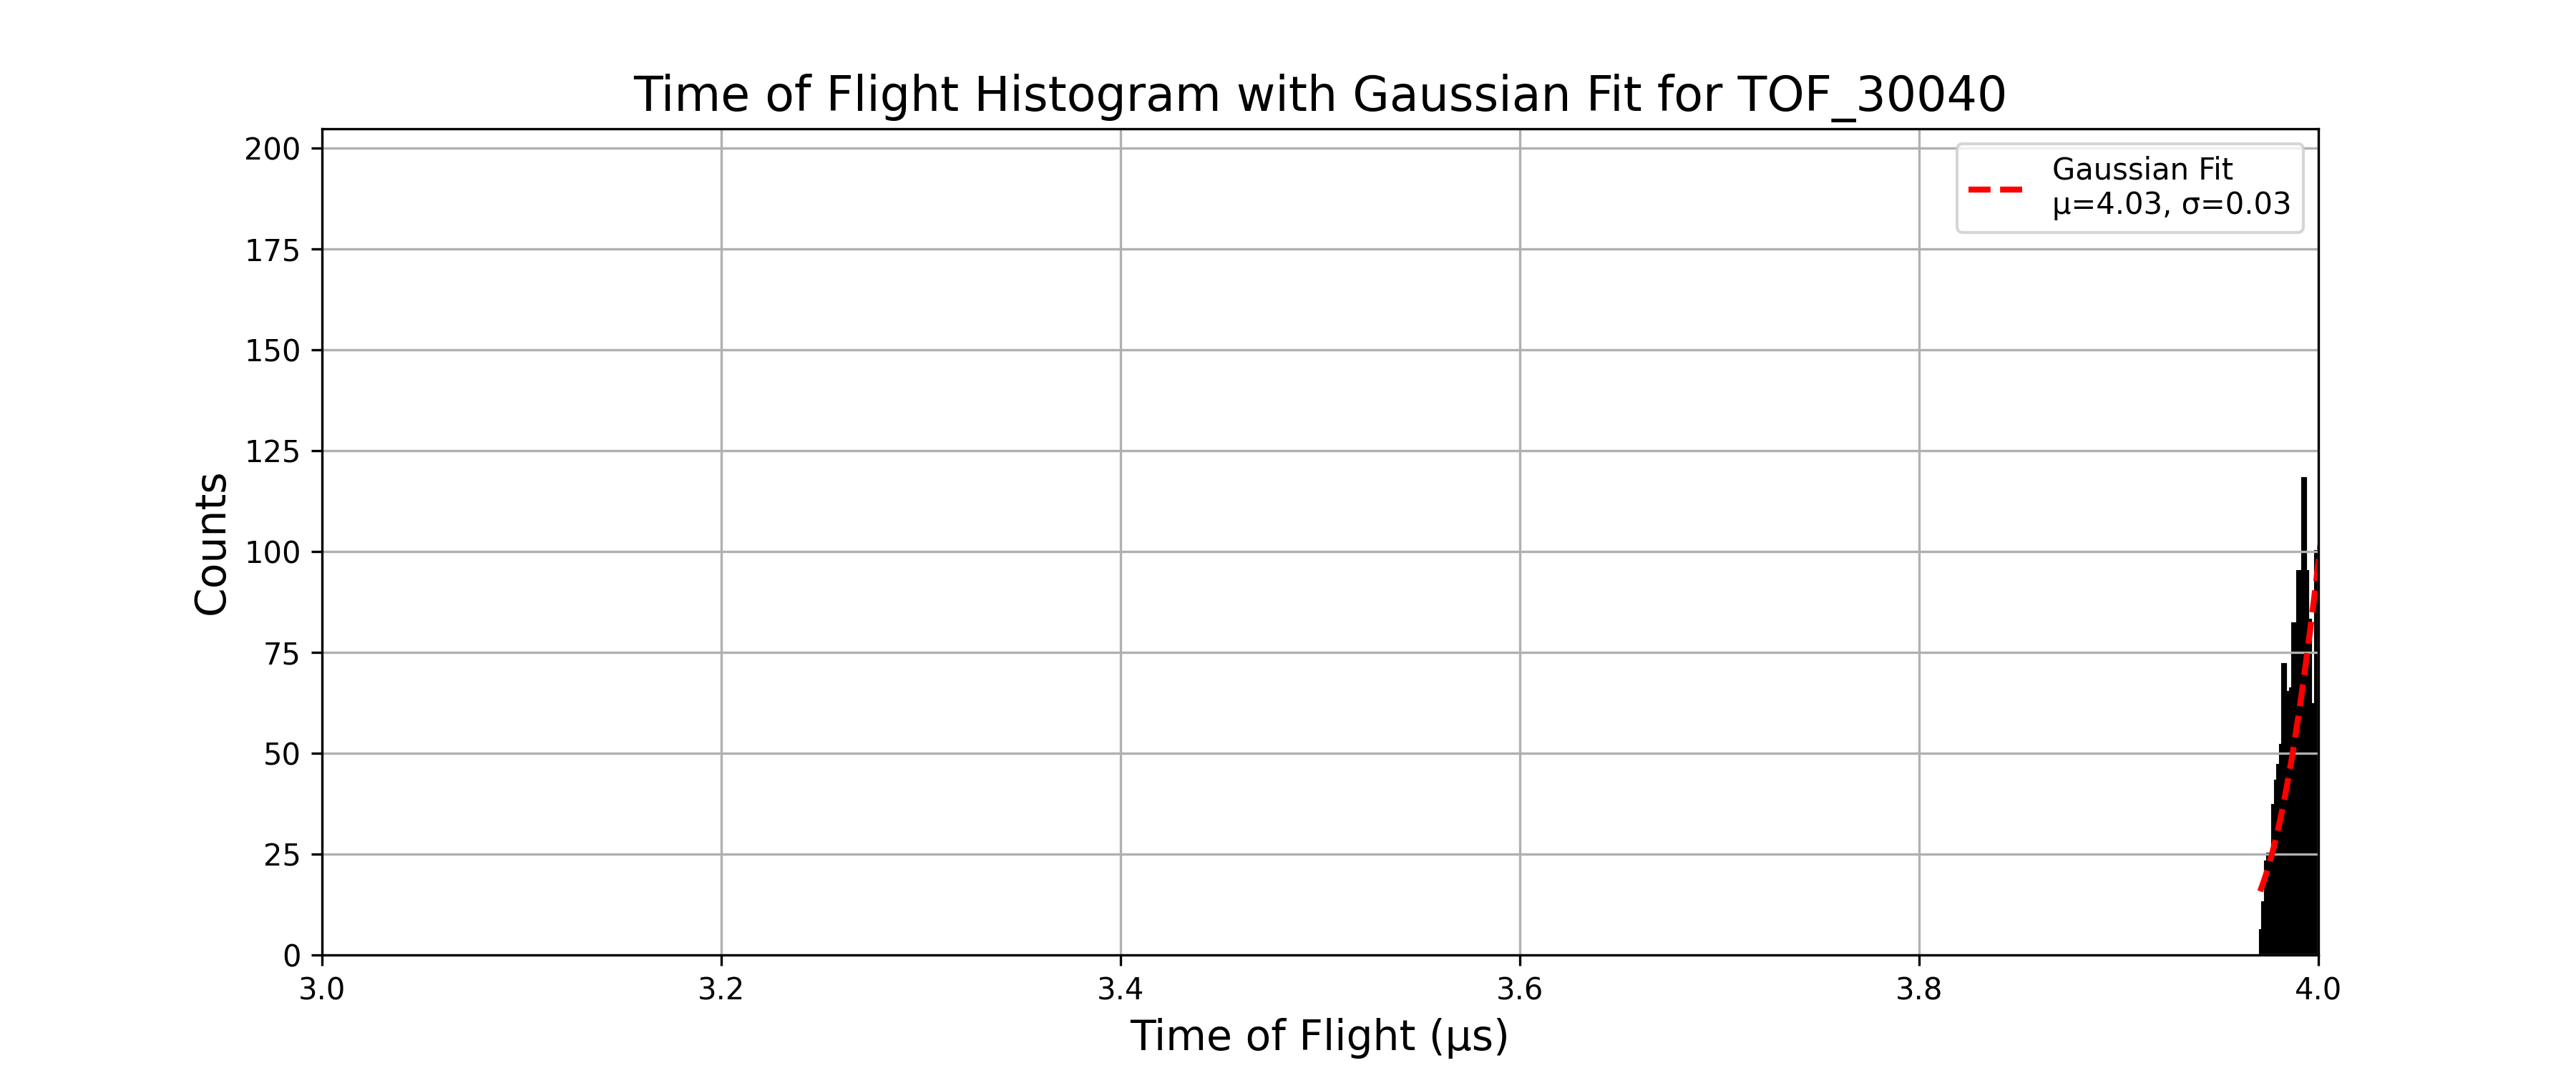 Time of Flight Histogram with Gaussian Fit for TOF_30040
200
175
150
125
100
75
50
25
0
Counts
Gaussian Fit
μ=4.03, σ=0.03
3.0 3.2 3.4 3.6 3.8 4.0
Time of Flight (μs)